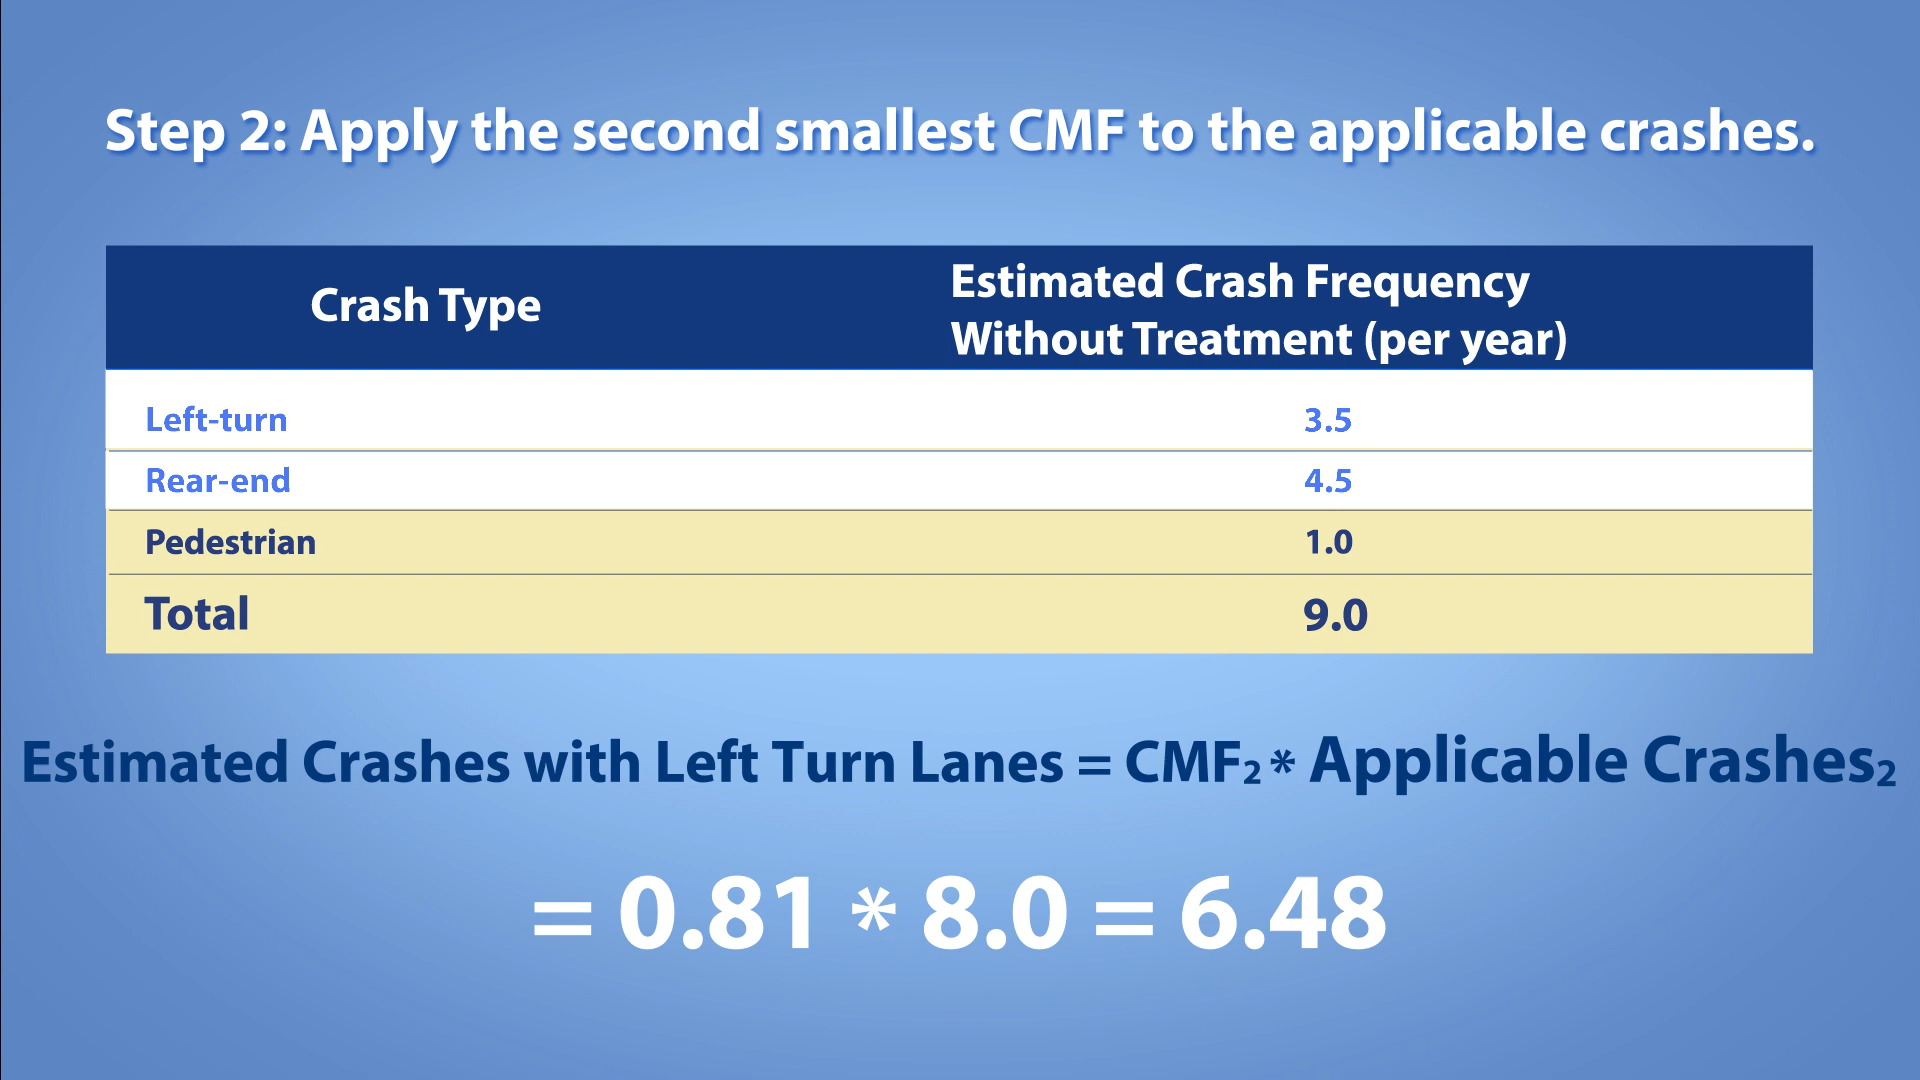 Step 2: Apply the second smallest CMF to the applicable crashes.
Crash Type
Estimated Crash Frequency
Without Treatment (per year)
Left-turn 3.5
Rear-end 4.5
Pedestrian 1.0
Total 9.0
Estimated Crashes with Left Turn Lanes = CMF₂ * Applicable Crashes₂
= 0.81 * 8.0 = 6.48